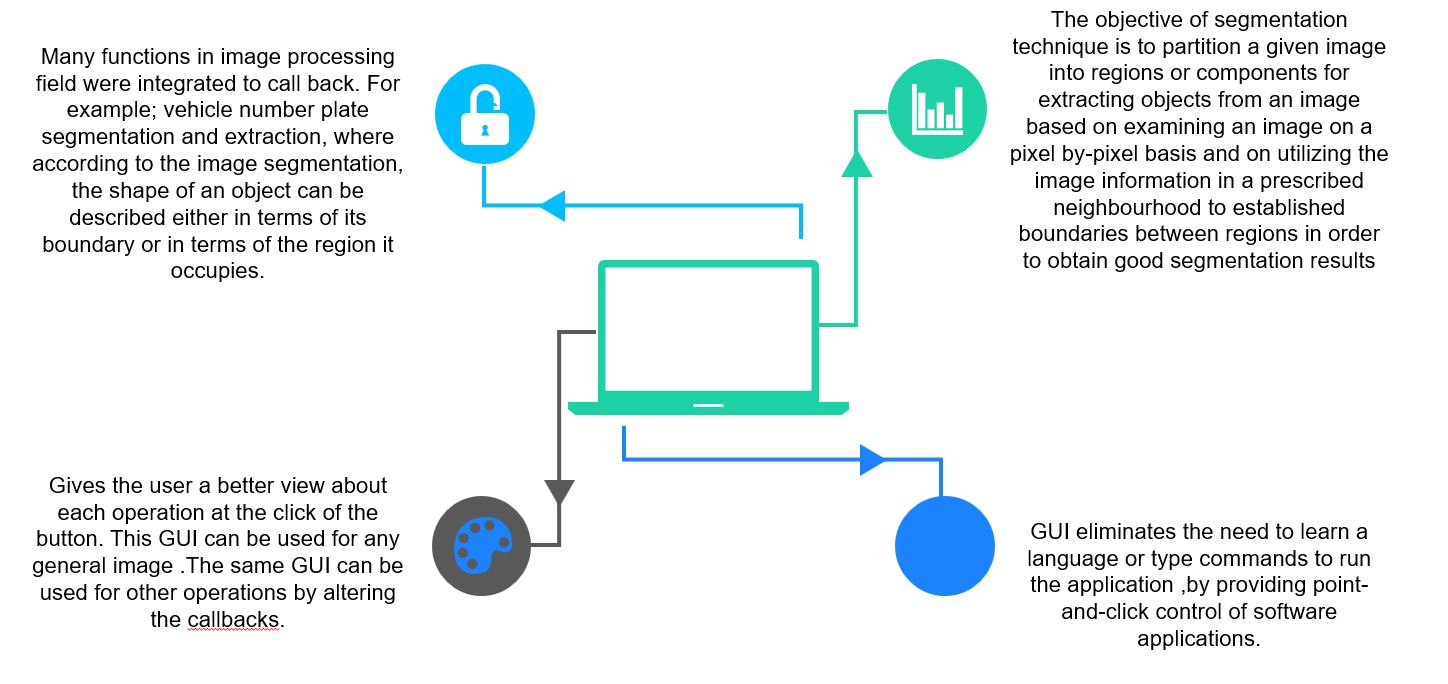 Many functions in image processing
field were integrated to call back. For
example; vehicle number plate
segmentation and extraction, where
according to the image segmentation,
the shape of an object can be
described either in terms of its
boundary or in terms of the region it
occupies.
The objective of segmentation
technique is to partition a given image
into regions or components for
extracting objects from an image
based on examining an image on a
pixel by-pixel basis and on utilizing the
image information in a prescribed
neighbourhood to established
boundaries between regions in order
to obtain good segmentation results
Gives the user a better view about
each operation at the click of the
button. This GUI can be used for any
general image .The same GUI can be
used for other operations by altering
the callbacks.
GUI eliminates the need to learn a
language or type commands to run
the application ,by providing point-
and-click control of software
applications.